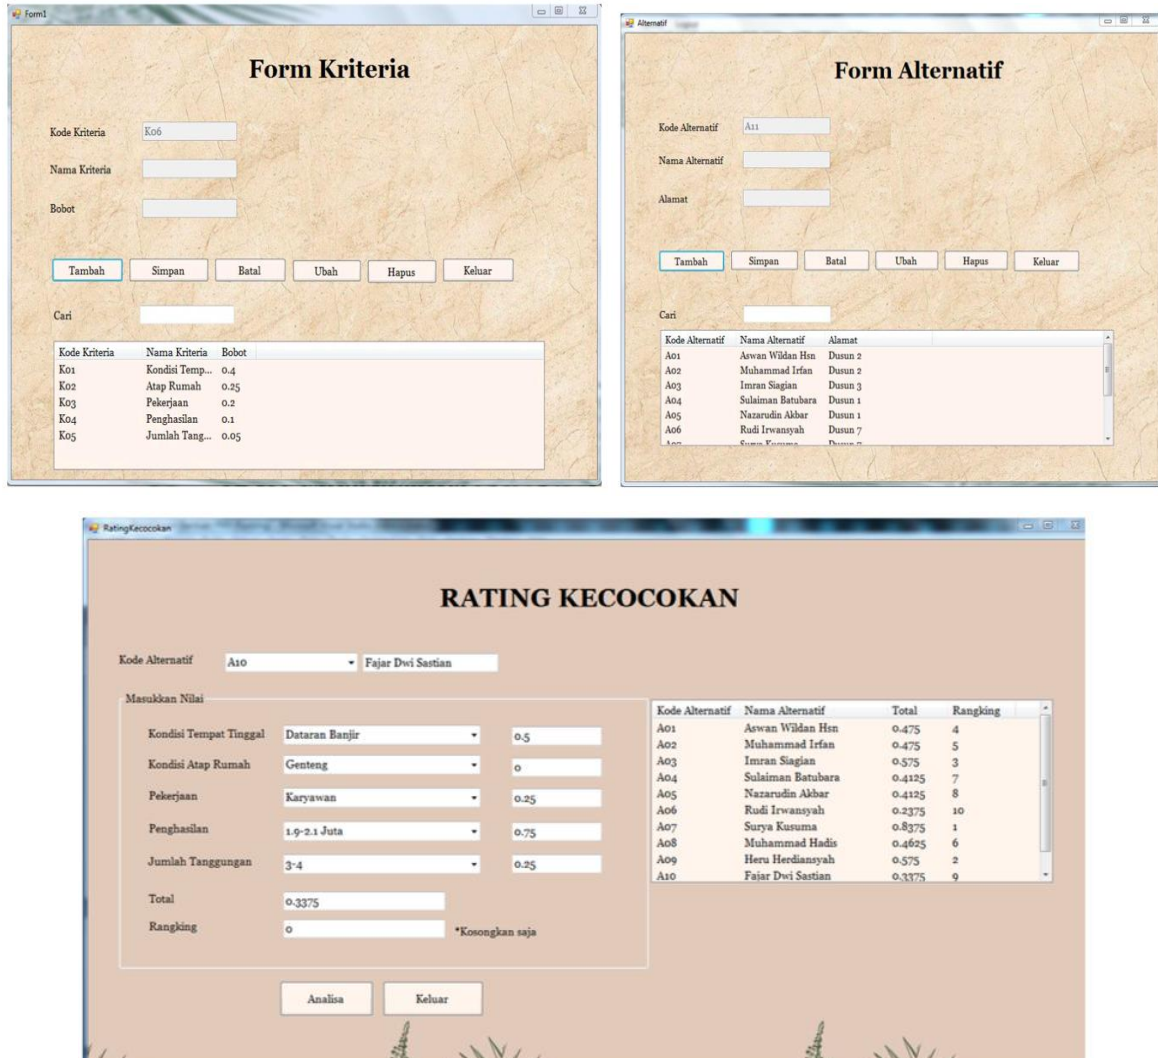 Form1
Form Kriteria
Kode Kriteria K06
Nama Kriteria
Bobot
Tambah Simpan Batal Ubah Hapus Keluar
Cari
Kode Kriteria Nama Kriteria Bobot
K01 Kondisi Temp... 0.4
K02 Atap Rumah 0.25
K03 Pekerjaan 0.2
K04 Penghasilan 0.1
K05 Jumlah Tang... 0.05
Alternatif
Form Alternatif
Kode Alternatif A11
Nama Alternatif
Alamat
Tambah Simpan Batal Ubah Hapus Keluar
Cari
Kode Alternatif Nama Alternatif Alamat
A01 Aswan Wildan Hsn Dusun 2
A02 Muhammad Irfan Dusun 2
A03 Imran Siagian Dusun 3
A04 Sulaiman Batubara Dusun 1
A05 Nazarudin Akbar Dusun 1
A06 Rudi Irwansyah Dusun 7
A07 Surya Kusuma Dusun 7
RatingKecocokan
RATING KECOCOKAN
Kode Alternatif A10 Fajar Dwi Sastian
Masukkan Nilai
Kondisi Tempat Tinggal Dataran Banjir 0.5
Kondisi Atap Rumah Genteng 0
Pekerjaan Karyawan 0.25
Penghasilan 1.9-2.1 Juta 0.75
Jumlah Tanggungan 3-4 0.25
Total 0.3375
Rangking 0 *Kosongkan saja
Analisa Keluar
Kode Alternatif Nama Alternatif Total Rangking
A01 Aswan Wildan Hsn 0.475 4
A02 Muhammad Irfan 0.475 5
A03 Imran Siagian 0.575 3
A04 Sulaiman Batubara 0.4125 7
A05 Nazarudin Akbar 0.4125 8
A06 Rudi Irwansyah 0.2375 10
A07 Surya Kusuma 0.8375 1
A08 Muhammad Hadis 0.4625 6
A09 Heru Herdiansyah 0.575 2
A10 Fajar Dwi Sastian 0.3375 9